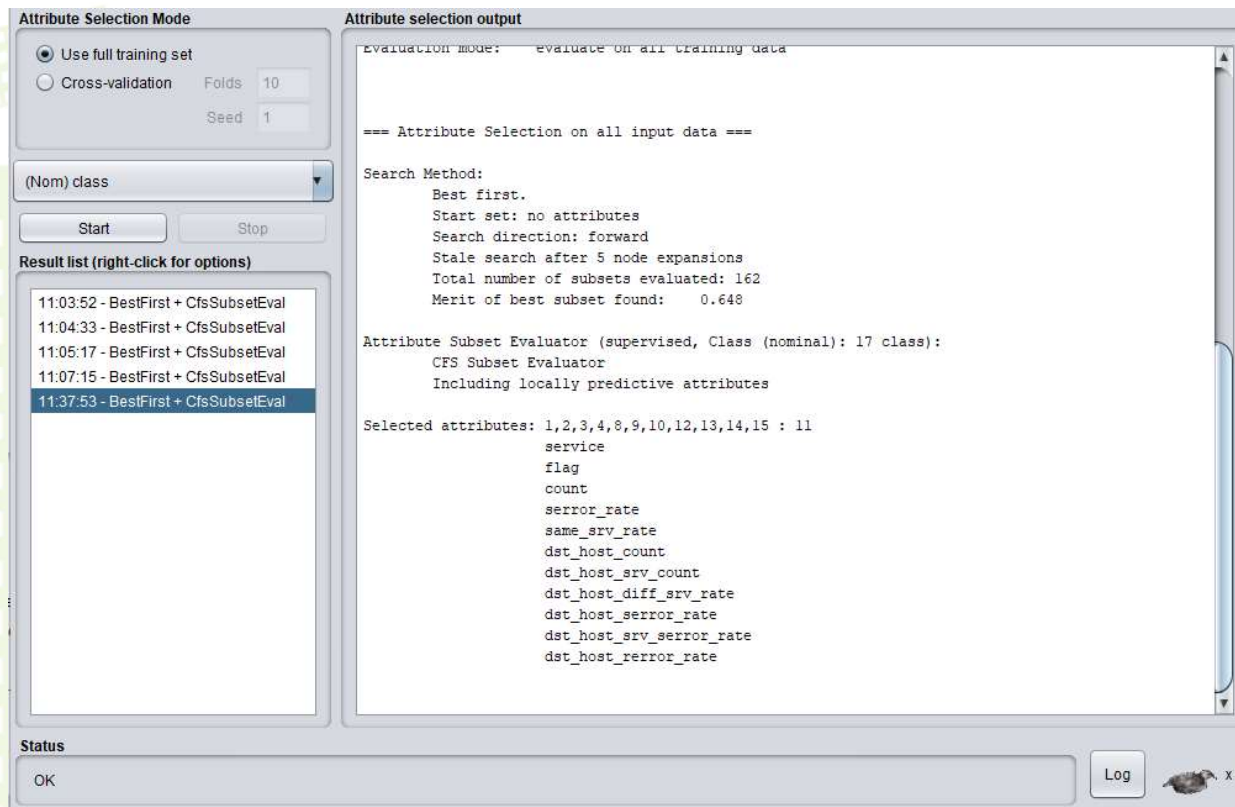 Attribute Selection Mode
Use full training set
Cross-validation Folds 10
Seed 1
(Nom) class
Start Stop
Result list (right-click for options)
11:03:52 - BestFirst + CfsSubsetEval
11:04:33 - BestFirst + CfsSubsetEval
11:05:17 - BestFirst + CfsSubsetEval
11:07:15 - BestFirst + CfsSubsetEval
11:37:53 - BestFirst + CfsSubsetEval
Attribute selection output
Evaluation mode: evaluate on all training data
=== Attribute Selection on all input data ===
Search Method:
Best first.
Start set: no attributes
Search direction: forward
Stale search after 5 node expansions
Total number of subsets evaluated: 162
Merit of best subset found: 0.648
Attribute Subset Evaluator (supervised, Class (nominal): 17 class):
CFS Subset Evaluator
Including locally predictive attributes
Selected attributes: 1,2,3,4,8,9,10,12,13,14,15 : 11
service
flag
count
serror_rate
same_srv_rate
dst_host_count
dst_host_srv_count
dst_host_diff_srv_rate
dst_host_serror_rate
dst_host_srv_serror_rate
dst_host_rerror_rate
Status
OK
Log
x